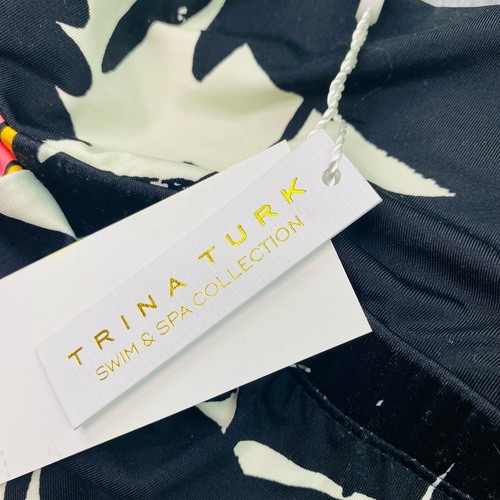 TRINA TURK
SWIM & SPA COLLECTION